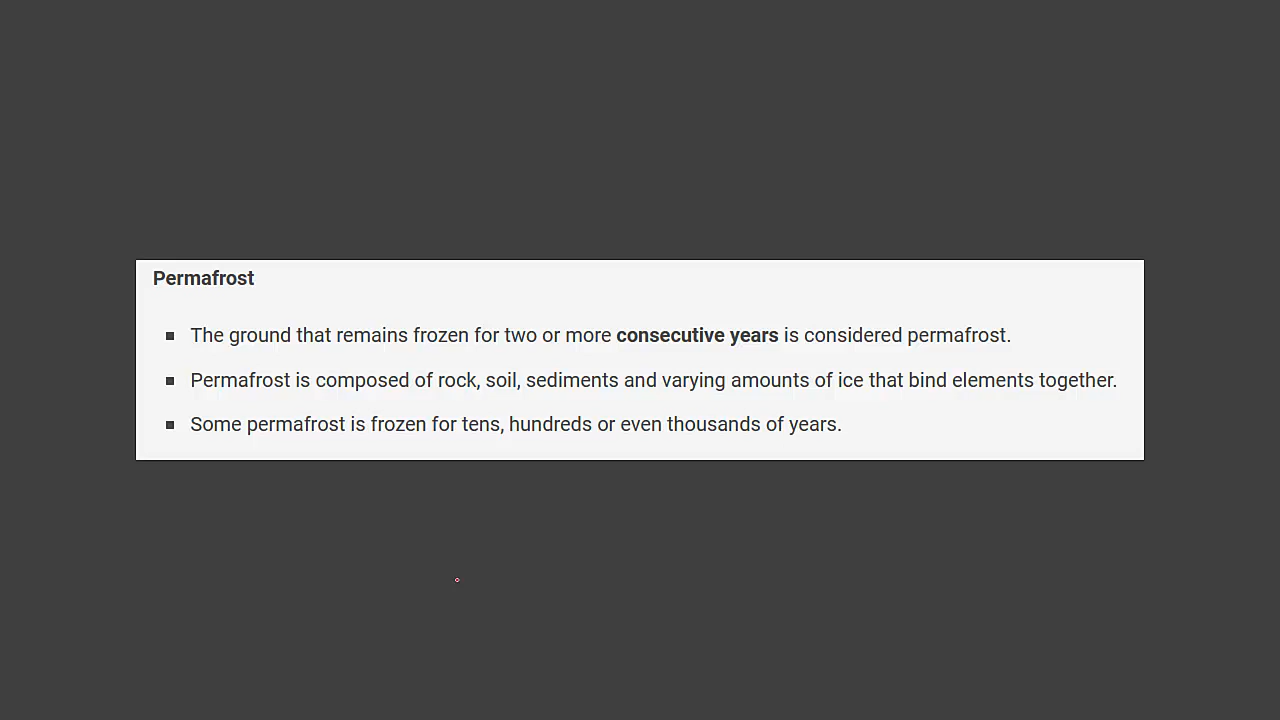 Permafrost
The ground that remains frozen for two or more consecutive years is considered permafrost.
Permafrost is composed of rock, soil, sediments and varying amounts of ice that bind elements together.
Some permafrost is frozen for tens, hundreds or even thousands of years.